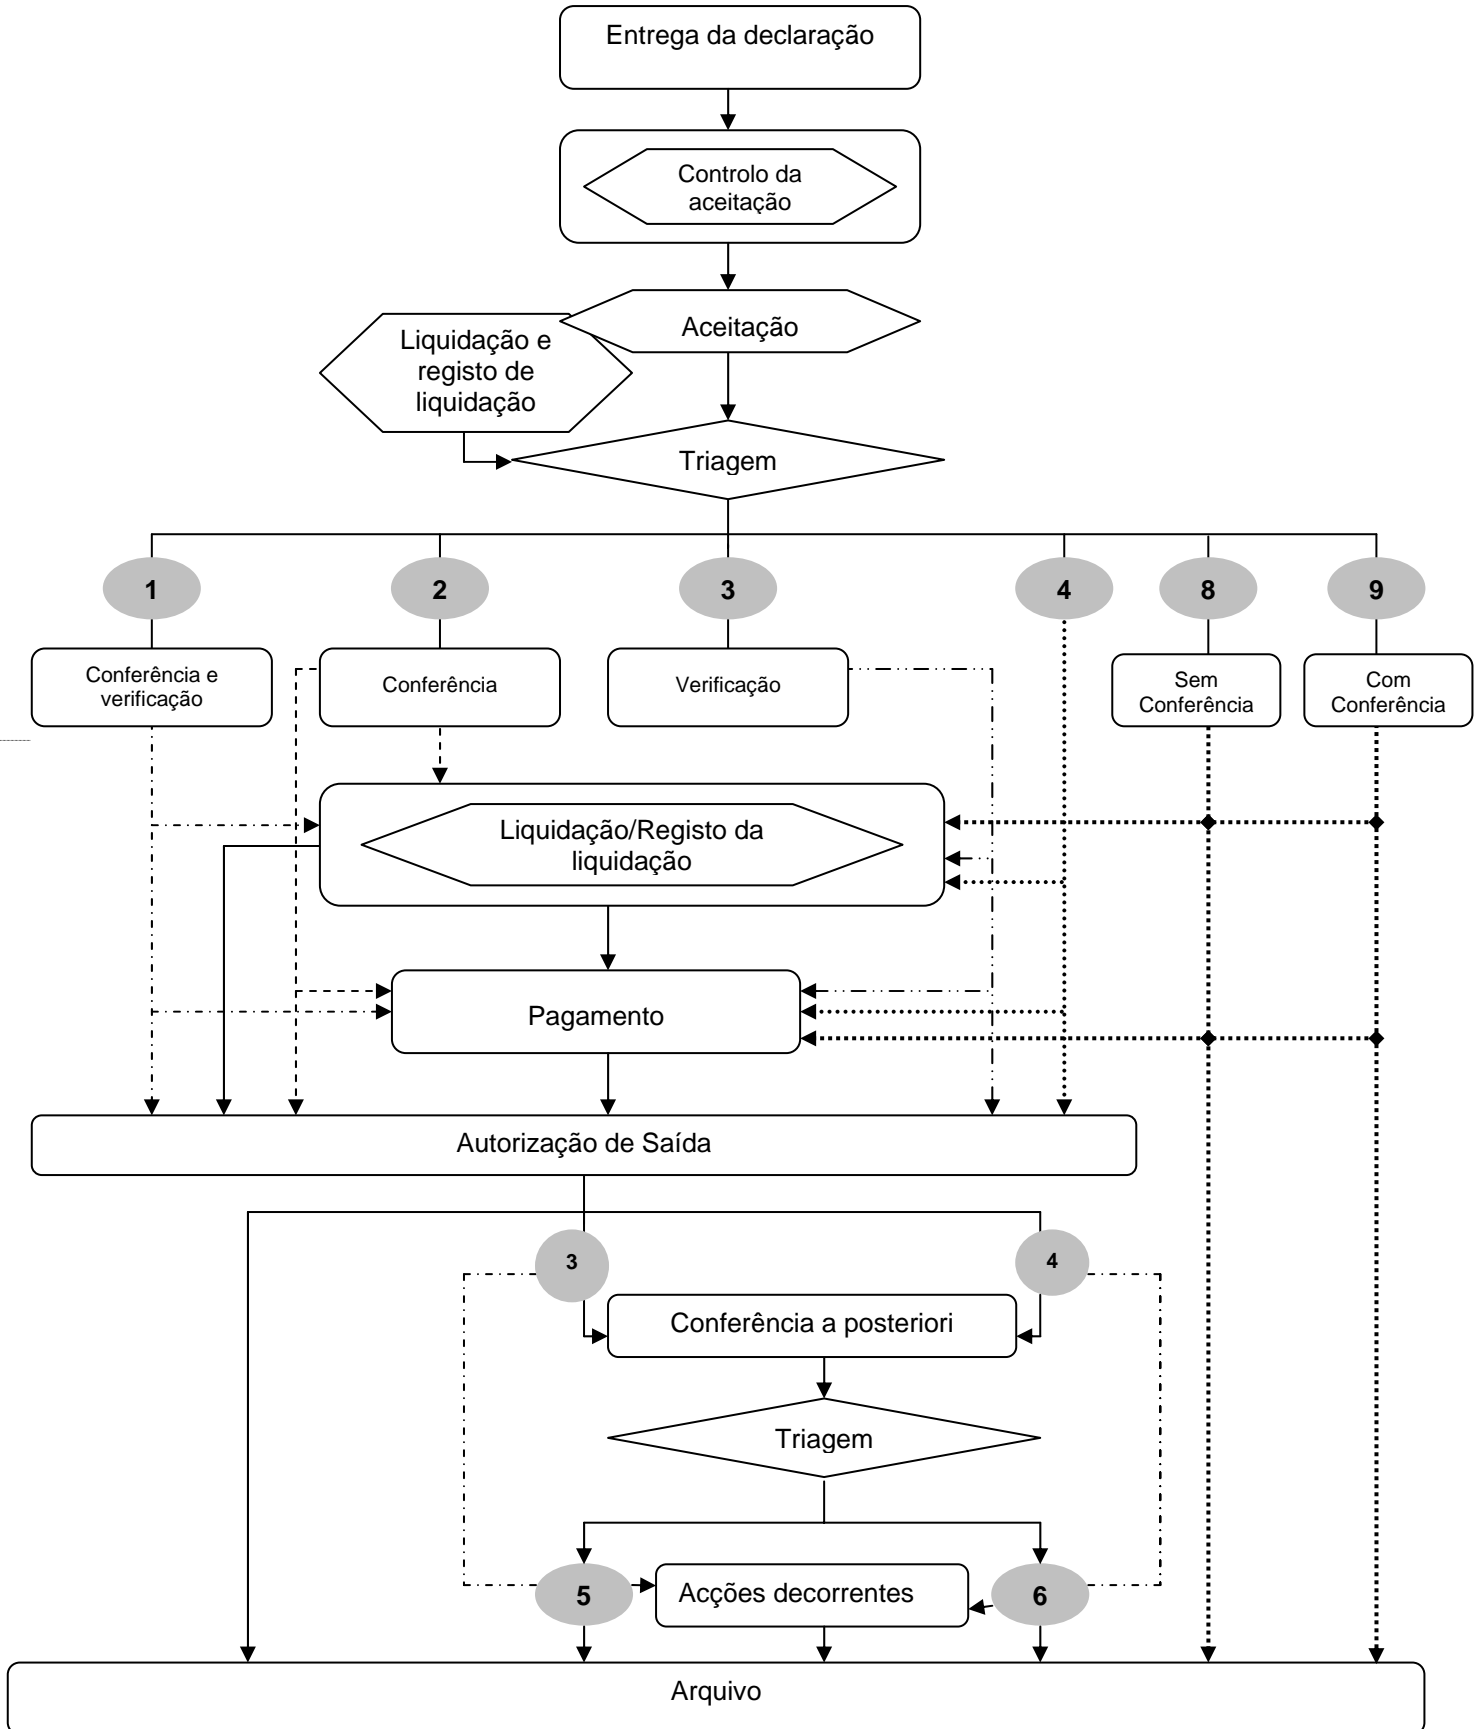 Entrega da declaração
Controlo da
aceitação
Aceitação
Liquidação e
registo de
liquidação
Triagem
1
2
3
4
8
9
Conferência e
verificação
Conferência
Verificação
Sem
Conferência
Com
Conferência
Liquidação/Registo da
liquidação
Pagamento
Autorização de Saída
3
4
Conferência a posteriori
Triagem
5
Acções decorrentes
6
Arquivo